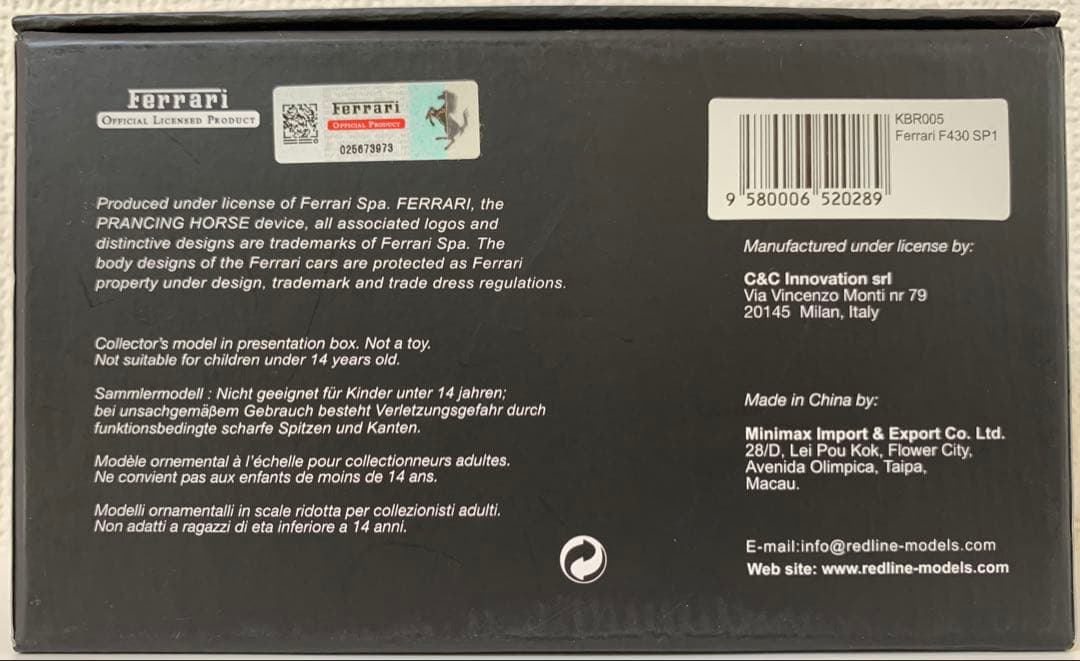 Ferrari
OFFICIAL LICENSED PRODUCT
Ferrari
OFFICIAL PRODUCT
025673973
KBR005
Ferrari F430 SP1
9 580006 520289
Produced under license of Ferrari Spa. FERRARI, the
PRANCING HORSE device, all associated logos and
distinctive designs are trademarks of Ferrari Spa. The
body designs of the Ferrari cars are protected as Ferrari
property under design, trademark and trade dress regulations.
Collector's model in presentation box. Not a toy.
Not suitable for children under 14 years old.
Sammlermodell : Nicht geeignet für Kinder unter 14 jahren;
bei unsachgemäβem Gebrauch besteht Verletzungsgefahr durch
funktionsbedingte scharfe Spitzen und Kanten.
Modèle ornemental à l'échelle pour collectionneurs adultes.
Ne convient pas aux enfants de moins de 14 ans.
Modelli ornamentalli in scale ridotta per collezionisti adulti.
Non adatti a ragazzi di eta inferiore a 14 anni.
Manufactured under license by:
C&C Innovation srl
Via Vincenzo Monti nr 79
20145 Milan, Italy
Made in China by:
Minimax Import & Export Co. Ltd.
28/D, Lei Pou Kok, Flower City,
Avenida Olimpica, Taipa,
Macau.
E-mail:info@redline-models.com
Web site: www.redline-models.com